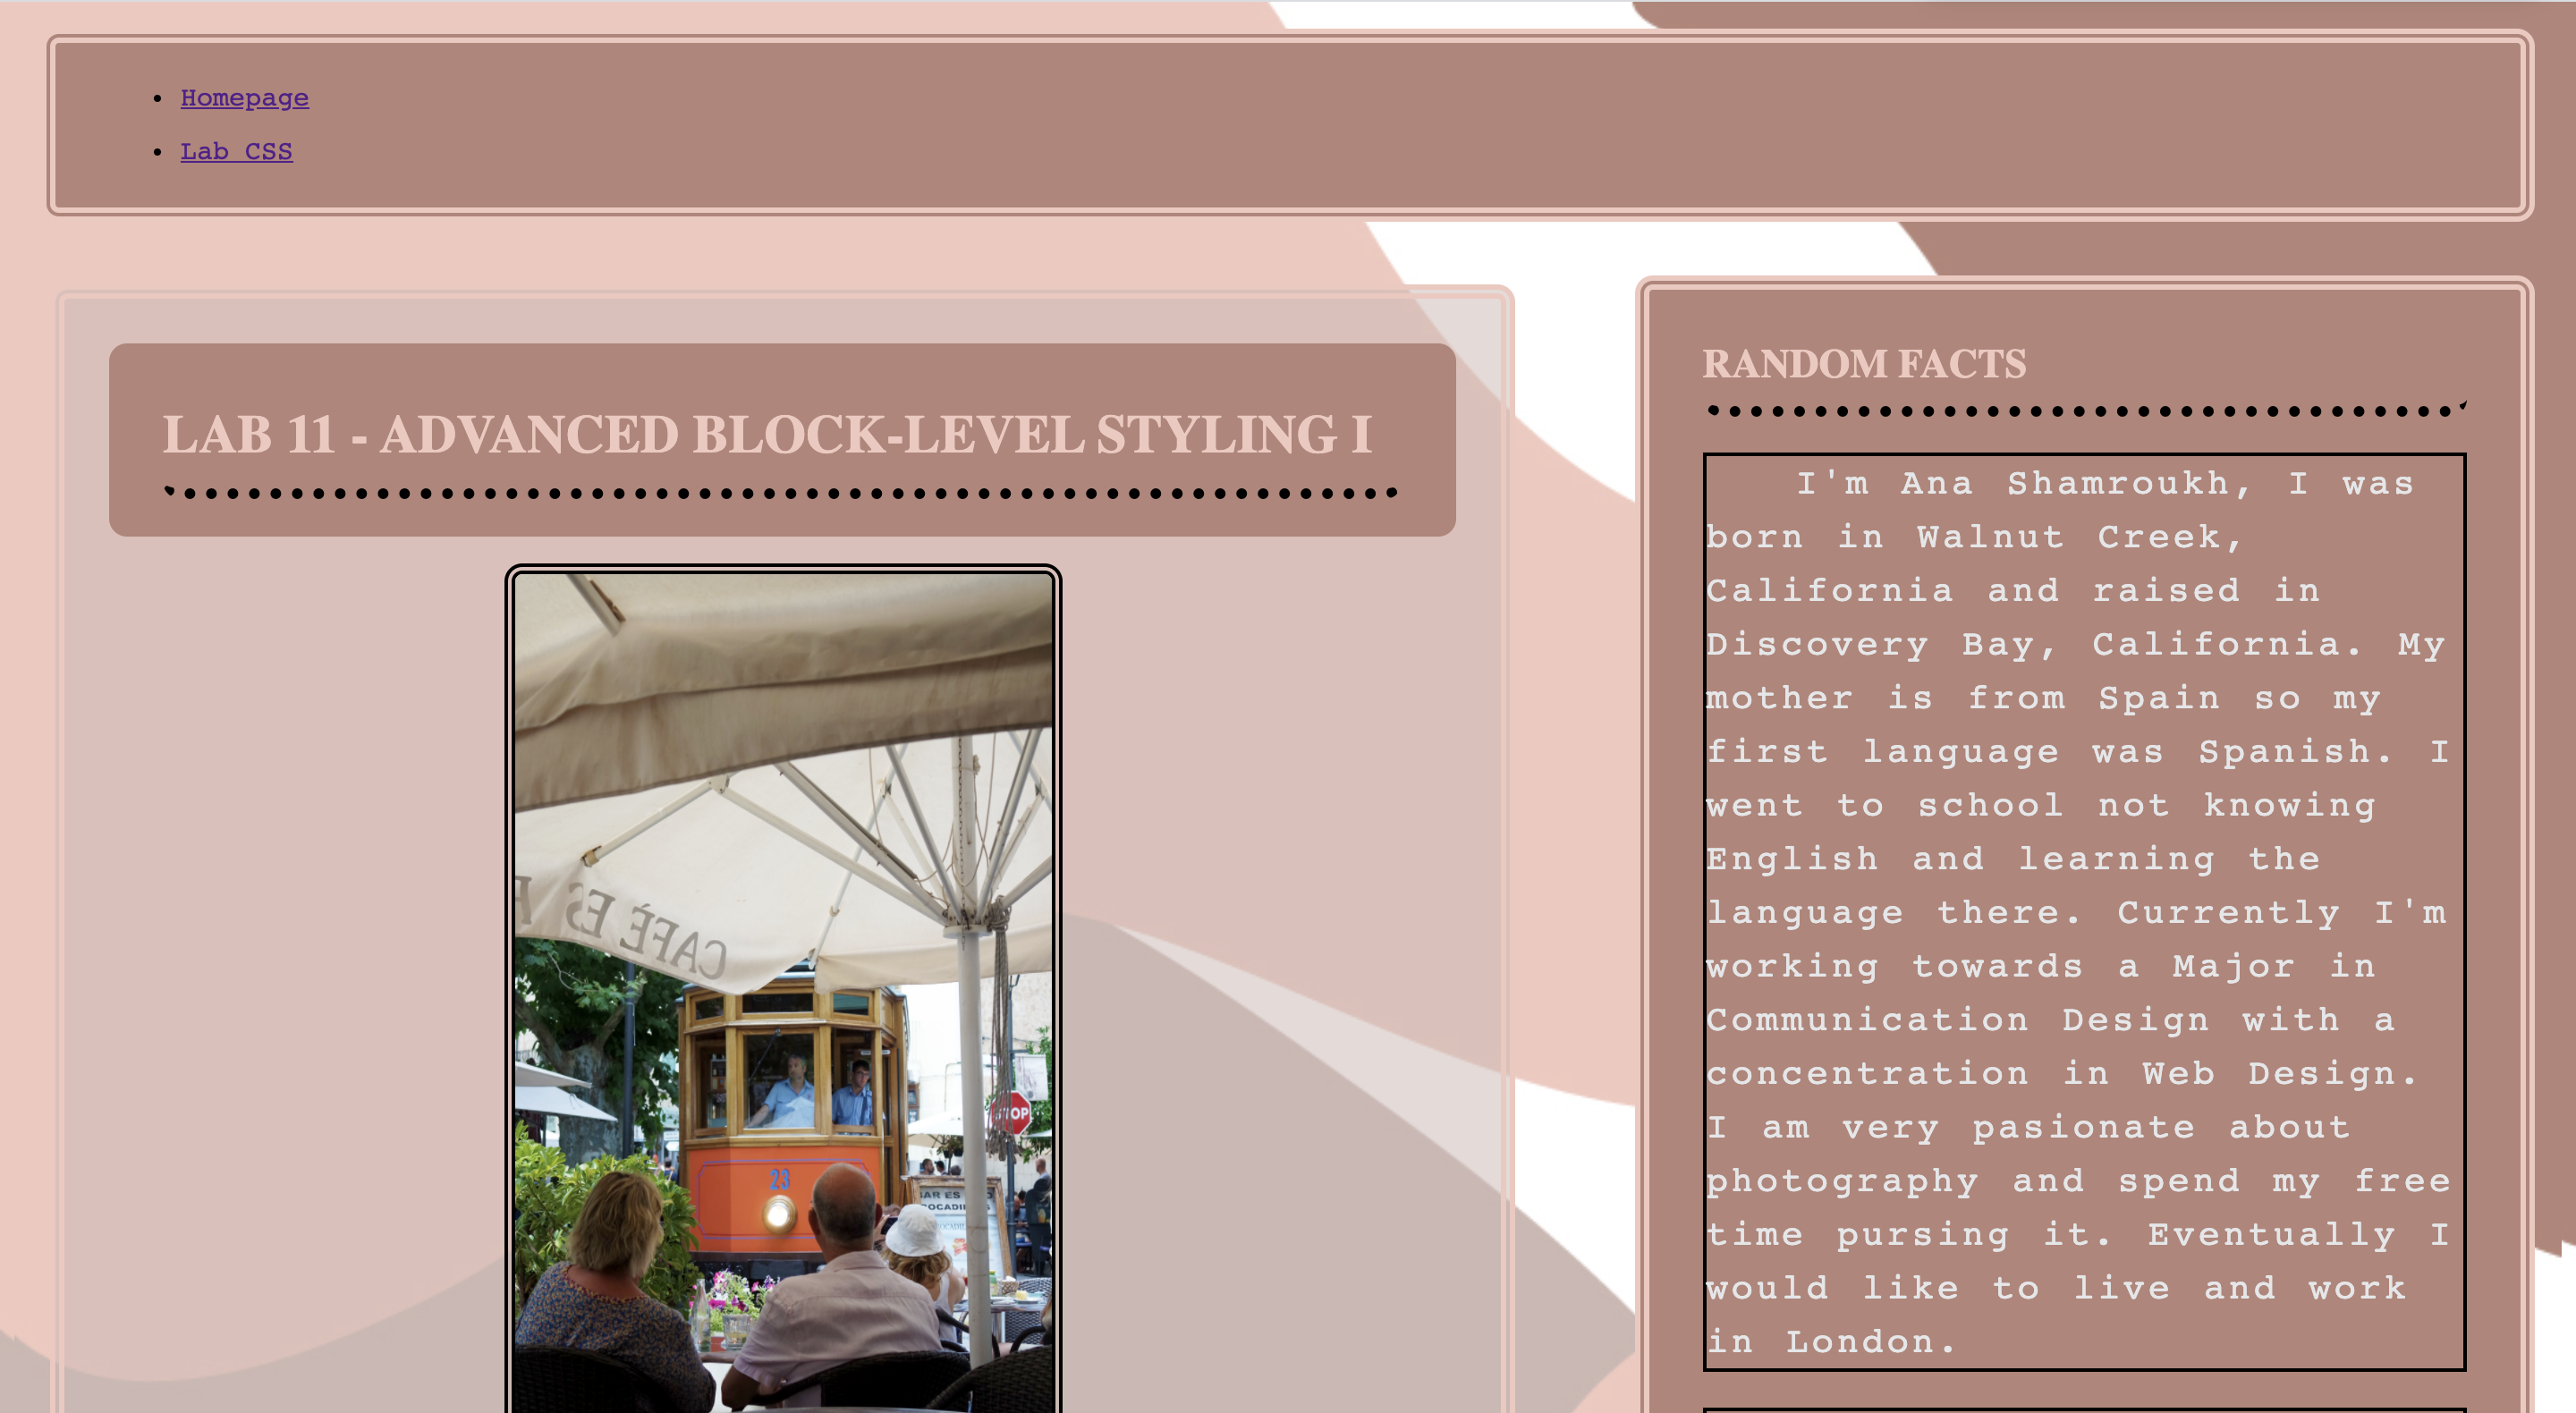 Homepage
Lab CSS
LAB 11 - ADVANCED BLOCK-LEVEL STYLING I
CAFÈ ES
23
STOP
BAR ES
RANDOM FACTS
I'm Ana Shamroukh, I was
born in Walnut Creek,
California and raised in
Discovery Bay, California. My
mother is from Spain so my
first language was Spanish. I
went to school not knowing
English and learning the
language there. Currently I'm
working towards a Major in
Communication Design with a
concentration in Web Design.
I am very pasionate about
photography and spend my free
time pursing it. Eventually I
would like to live and work
in London.